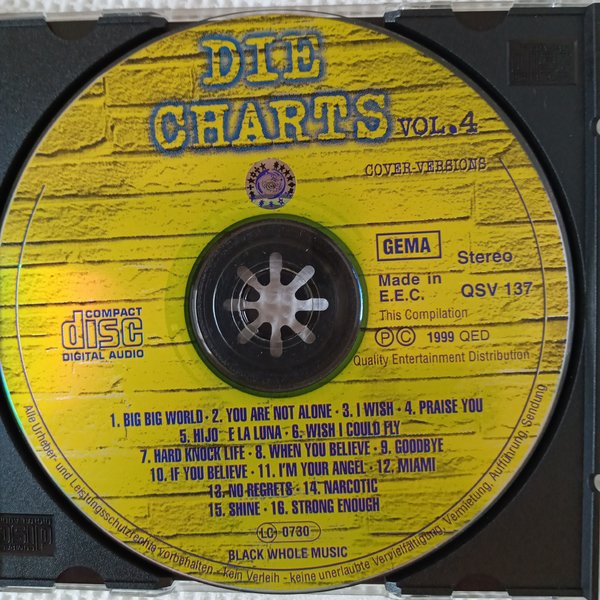 DIE
CHARTS VOL.4
COVER VERSIONS
GEMA
Stereo
Made in
E.E.C.
QSV 137
This Compilation
Ⓟ © 1999 QED
Quality Entertainment Distribution
COMPACT
disc
DIGITAL AUDIO
1. BIG BIG WORLD · 2. YOU ARE NOT ALONE · 3. I WISH · 4. PRAISE YOU
5. HIJO E LA LUNA · 6. WISH I COULD FLY
7. HARD KNOCK LIFE · 8. WHEN YOU BELIEVE · 9. GOODBYE
10. IF YOU BELIEVE · 11. I'M YOUR ANGEL · 12. MIAMI
13. NO REGRETS · 14. NARCOTIC
15. SHINE · 16. STRONG ENOUGH
LC 0730
BLACK WHOLE MUSIC
Alle Urheber- und Leistungsschutzrechte vorbehalten - kein Verleih - keine unerlaubte Vervielfältigung, Vermietung, Aufführung, Sendung